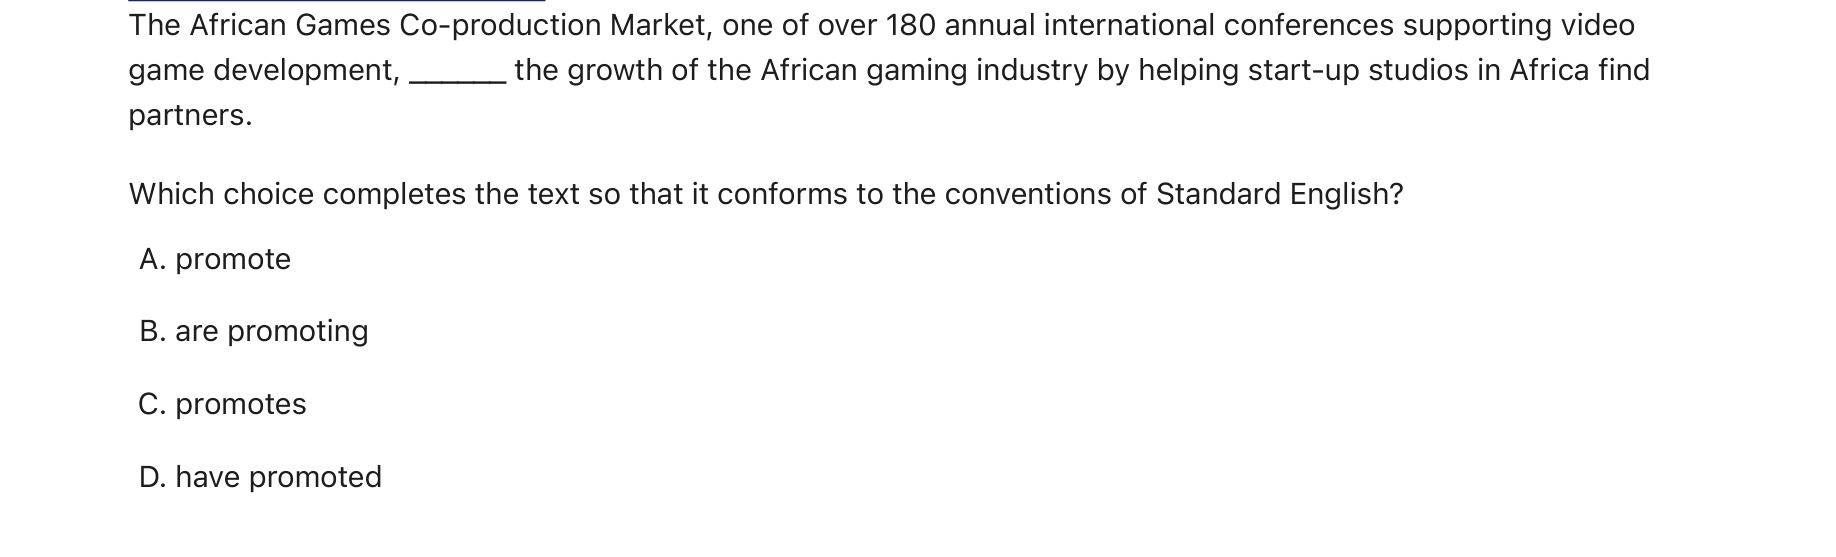 The African Games Co-production Market, one of over 180 annual international conferences supporting video
game development, ______ the growth of the African gaming industry by helping start-up studios in Africa find
partners.
Which choice completes the text so that it conforms to the conventions of Standard English?
A. promote
B. are promoting
C. promotes
D. have promoted